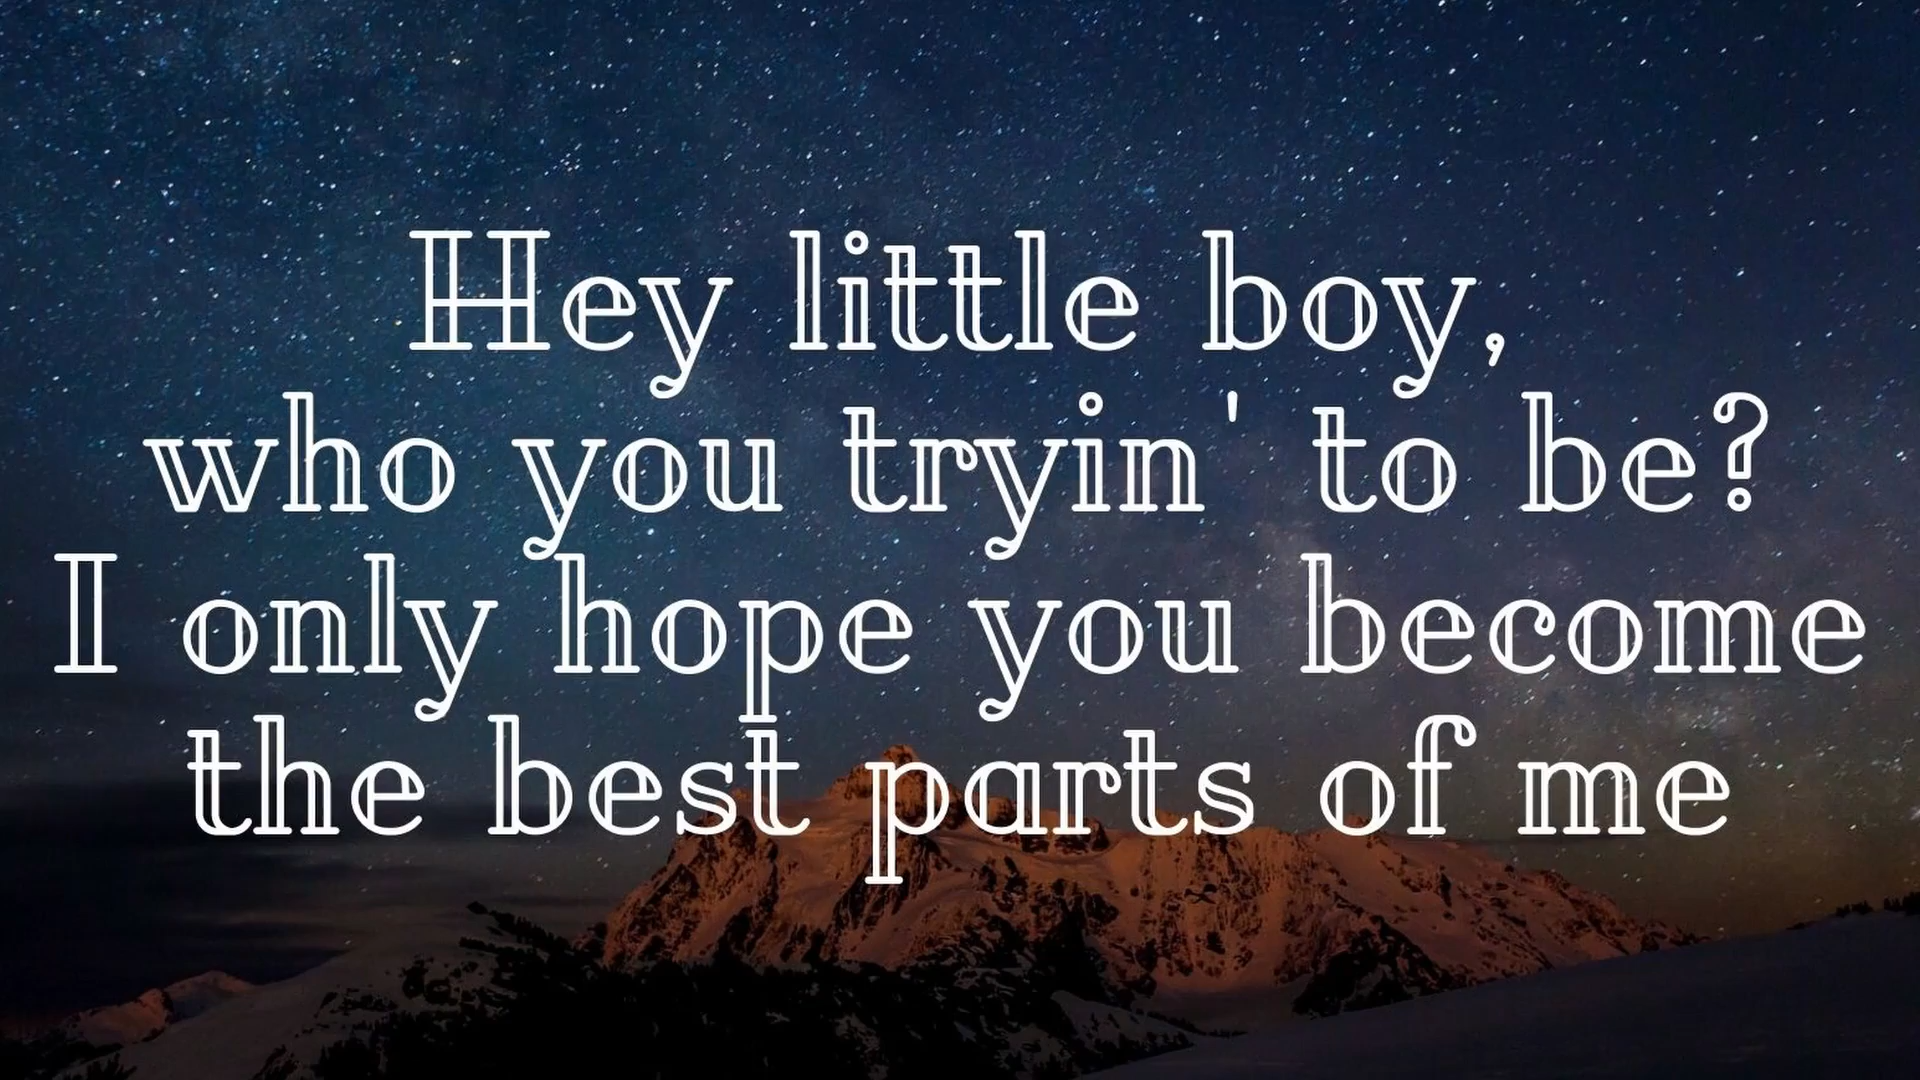 Hey little boy,
who you tryin' to be?
I only hope you become
the best parts of me